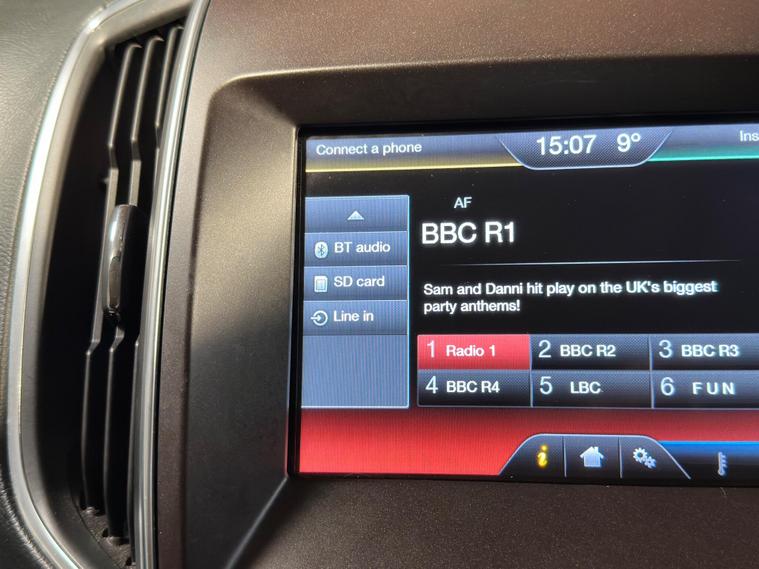 Connect a phone
15:07 9°
Ins
AF
BBC R1
BT audio
SD card
Line in
Sam and Danni hit play on the UK's biggest
party anthems!
1 Radio 1
2 BBC R2
3 BBC R3
4 BBC R4
5 LBC
6 FUN
i